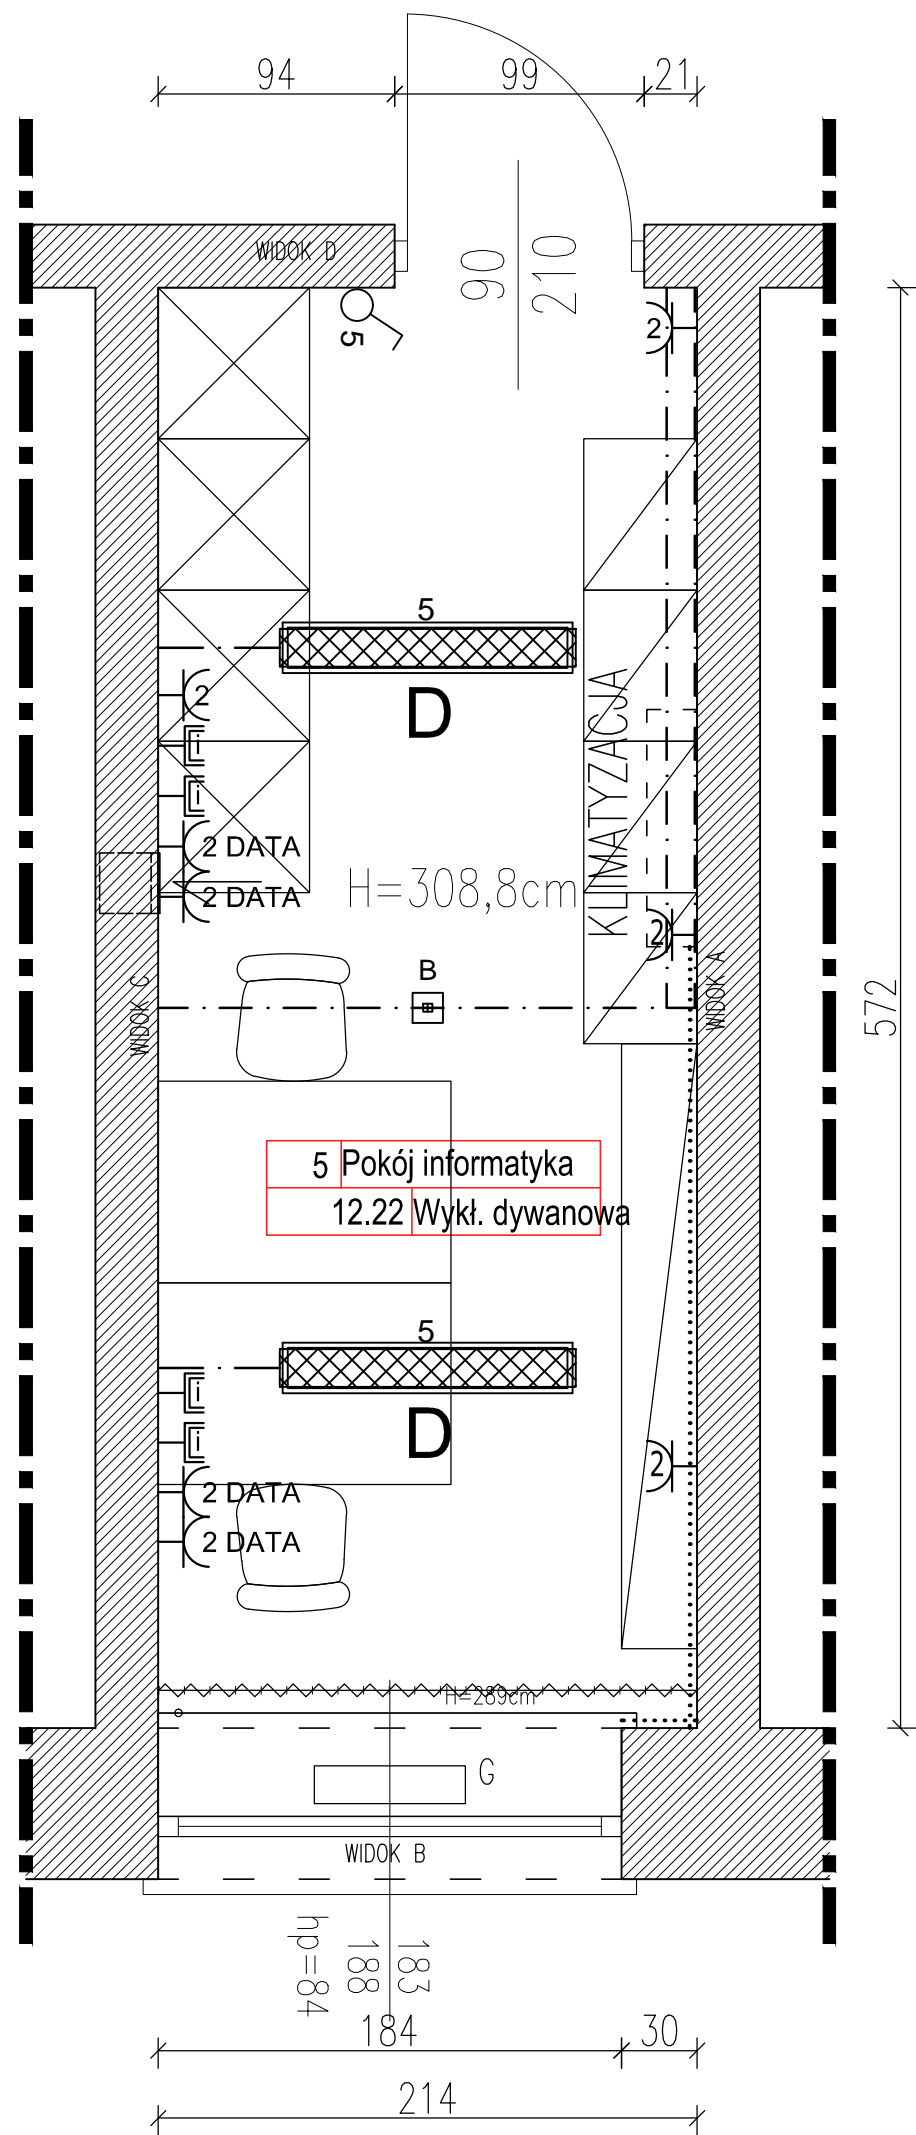 94 99 21
WIDOK D
90
210
5
2
5
D
2
KLIMATYZACJA
2 DATA
2 DATA
H=308,8cm
2
B
WIDOK C
WIDOK A
572
5 Pokój informatyka
12.22 Wykł. dywanowa
5
D
2
2 DATA
2 DATA
H=289cm
G
WIDOK B
183
188
hp=84
184 30
214